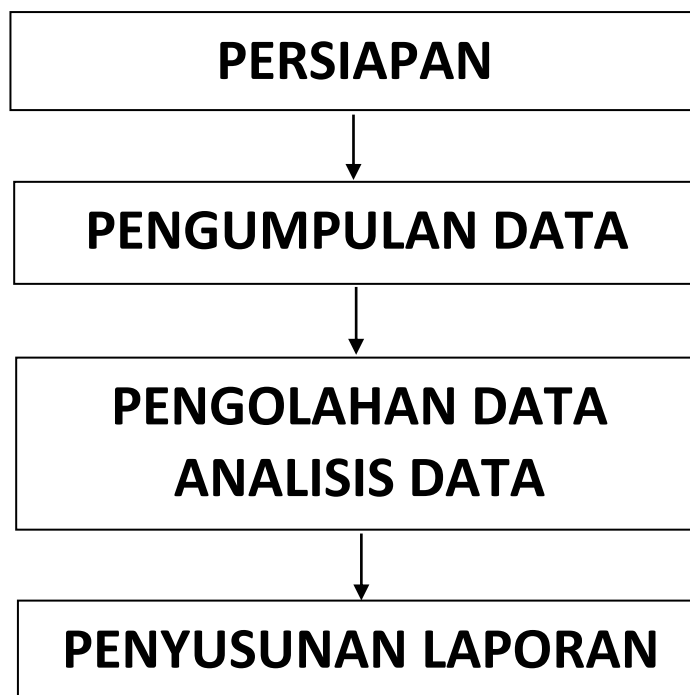 PERSIAPAN
PENGUMPULAN DATA
PENGOLAHAN DATA
ANALISIS DATA
PENYUSUNAN LAPORAN